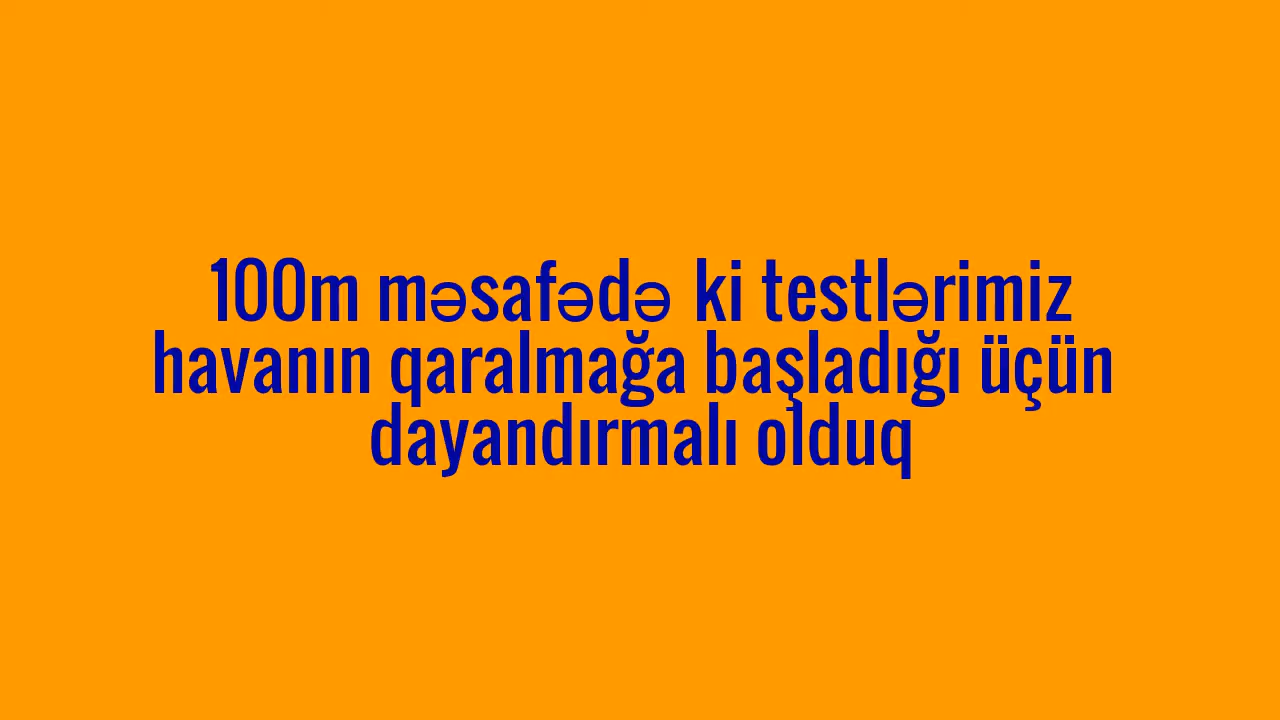 100m məsafədə ki testlərimiz
havanın qaralmağa başladığı üçün
dayandırmalı olduq